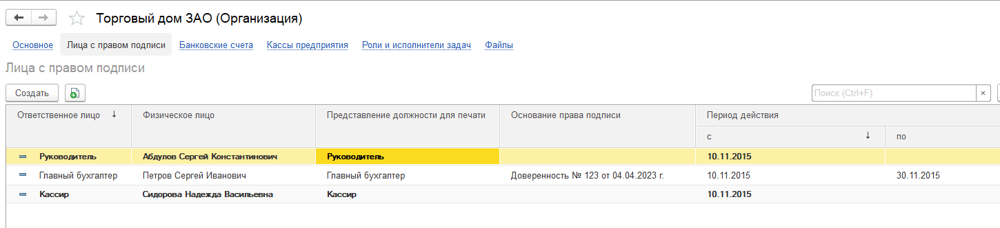 Торговый дом ЗАО (Организация)
Основное Лица с правом подписи Банковские счета Кассы предприятия Роли и исполнители задач Файлы
Лица с правом подписи
Создать Поиск (Ctrl+F) ×
Ответственное лицо ↓ Физическое лицо Представление должности для печати Основание права подписи Период действия
с ↓ по
Руководитель Абдулов Сергей Константинович Руководитель 10.11.2015
Главный бухгалтер Петров Сергей Иванович Главный бухгалтер Доверенность № 123 от 04.04.2023 г. 10.11.2015 30.11.2015
Кассир Сидорова Надежда Васильевна Кассир 10.11.2015